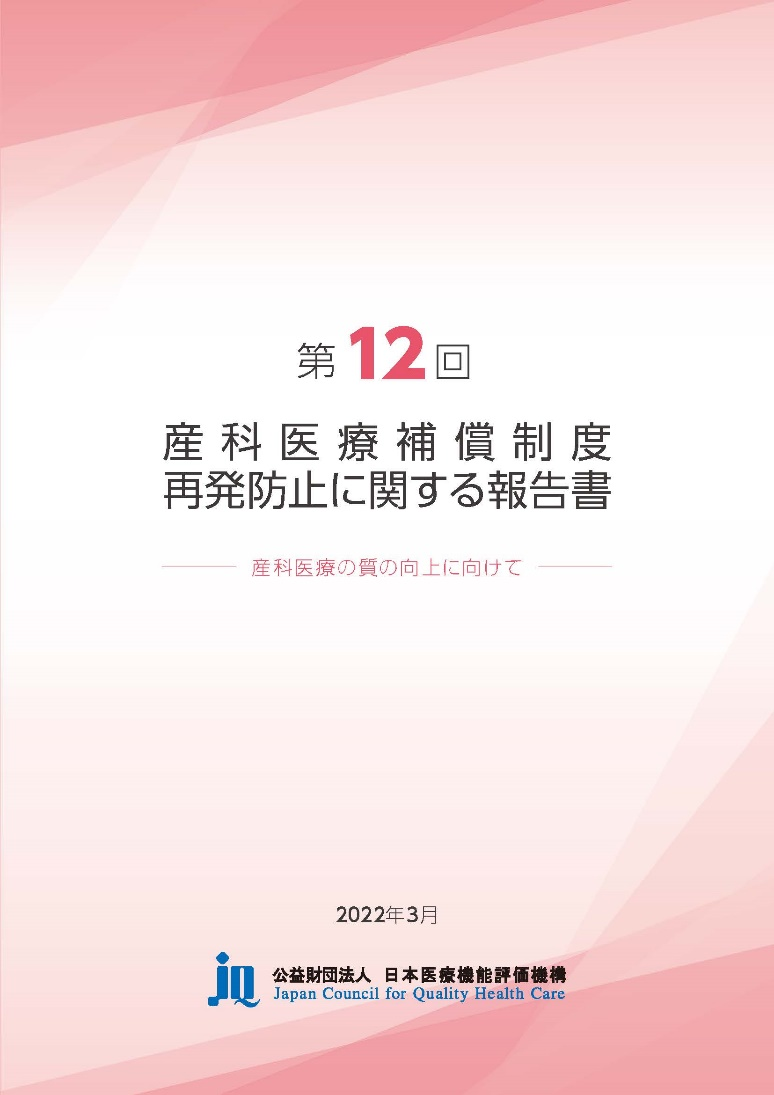 第12回
産科医療補償制度
再発防止に関する報告書
産科医療の質の向上に向けて
2022年3月
JQ 公益財団法人 日本医療機能評価機構
Japan Council for Quality Health Care